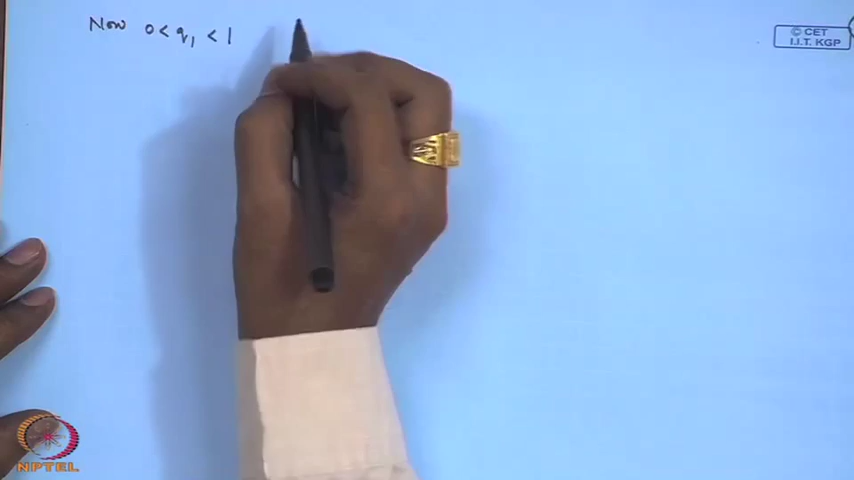 Now 0 < q₁ < 1
© CET
I.I.T. KGP
NPTEL